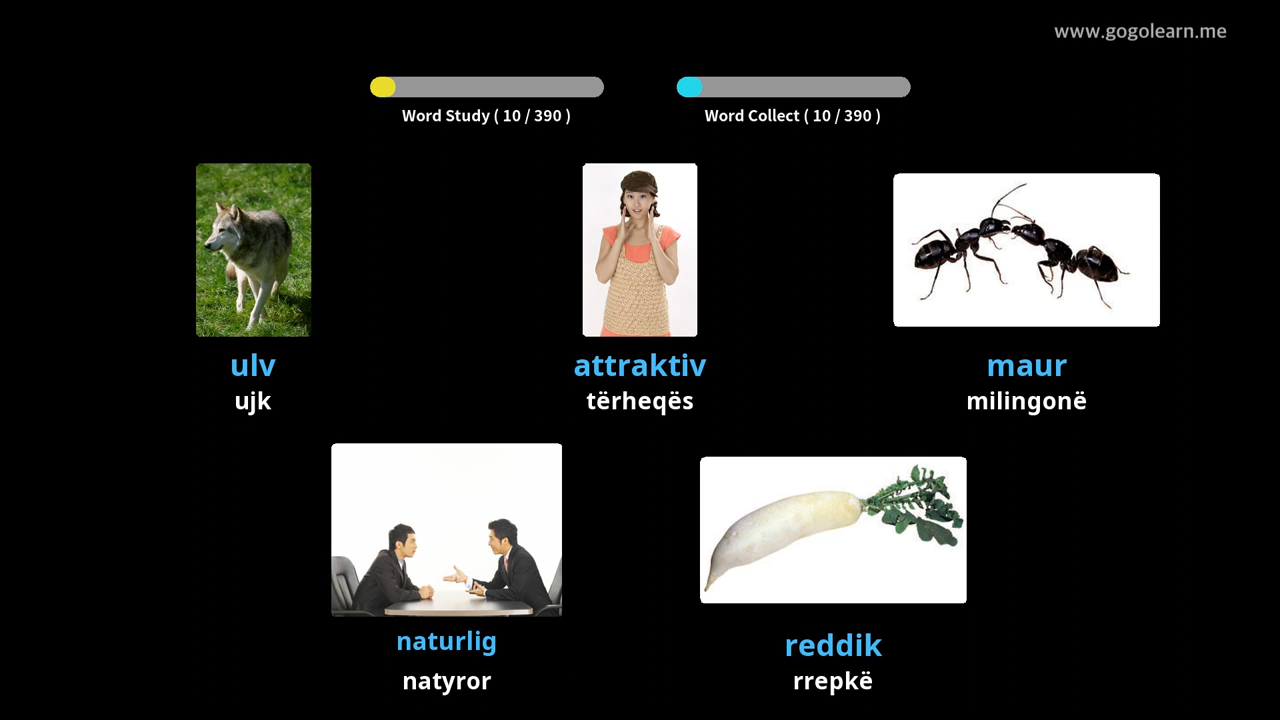 www.gogolearn.me
Word Study ( 10 / 390 )
Word Collect ( 10 / 390 )
ulv
ujk
attraktiv
tërheqës
maur
milingonë
naturlig
natyror
reddik
rrepkë